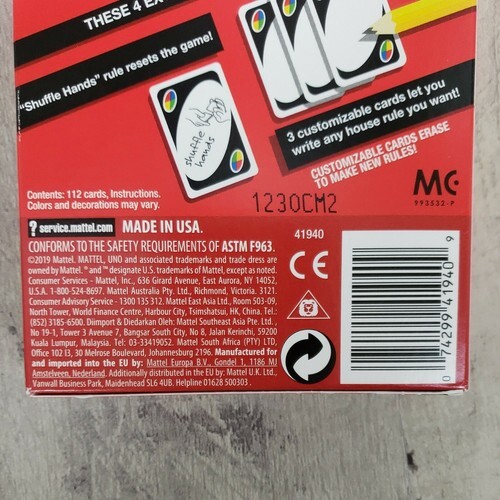 THESE 4 EX
"Shuffle Hands" rule resets the game!
shuffle
hands
3 customizable cards let you
write any house rule you want!
CUSTOMIZABLE CARDS ERASE
TO MAKE NEW RULES!
Contents: 112 cards, Instructions.
Colors and decorations may vary.
1230CM2
MC
993532-P
? service.mattel.com MADE IN USA.
CONFORMS TO THE SAFETY REQUIREMENTS OF ASTM F963.
41940
©2019 Mattel. MATTEL, UNO and associated trademarks and trade dress are
owned by Mattel. ® and ™ designate U.S. trademarks of Mattel, except as noted.
Consumer Services - Mattel, Inc., 636 Girard Avenue, East Aurora, NY 14052,
U.S.A. 1-800-524-8697. Mattel Australia Pty. Ltd., Richmond, Victoria. 3121.
Consumer Advisory Service - 1300 135 312. Mattel East Asia Ltd., Room 503-09,
North Tower, World Finance Centre, Harbour City, Tsimshatsui, HK, China. Tel.:
(852) 3185-6500. Diimport & Diedarkan Oleh: Mattel Southeast Asia Pte. Ltd.,
No 19-1, Tower 3 Avenue 7, Bangsar South City, No 8, Jalan Kerinchi, 59200
Kuala Lumpur, Malaysia. Tel: 03-33419052. Mattel South Africa (PTY) LTD,
Office 102 I3, 30 Melrose Boulevard, Johannesburg 2196. Manufactured for
and imported into the EU by: Mattel Europa B.V., Gondel 1, 1186 MJ
Amstelveen, Nederland. Additionally distributed in the EU by: Mattel U.K. Ltd.,
Vanwall Business Park, Maidenhead SL6 4UB. Helpline 01628 500303.
CE
0 74299 41940 9